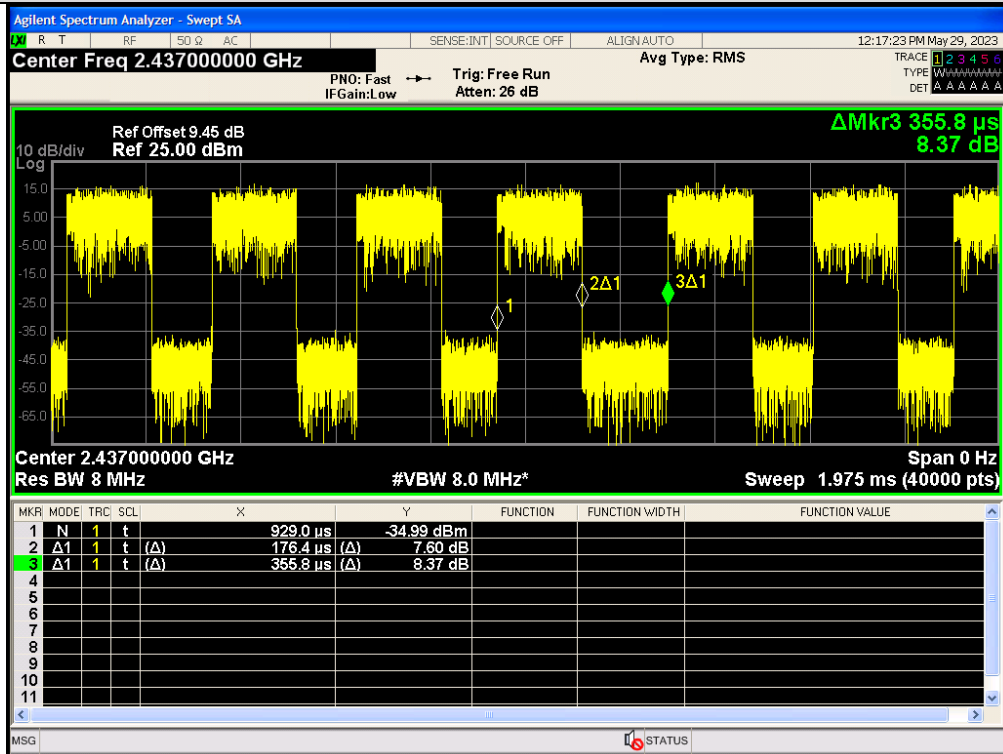 Agilent Spectrum Analyzer - Swept SA
LXI R T RF 50 Ω AC SENSE:INT SOURCE OFF ALIGN AUTO 12:17:23 PM May 29, 2023
Center Freq 2.437000000 GHz Avg Type: RMS TRACE 1 2 3 4 5 6
PNO: Fast Trig: Free Run TYPE W
IFGain:Low Atten: 26 dB DET A A A A A A
ΔMkr3 355.8 µs
Ref Offset 9.45 dB
10 dB/div Ref 25.00 dBm 8.37 dB
Log
15.0
5.00
-5.00
-15.0
2Δ1 3Δ1
-25.0
1
-35.0
-45.0
-55.0
-65.0
Center 2.437000000 GHz Span 0 Hz
Res BW 8 MHz #VBW 8.0 MHz* Sweep 1.975 ms (40000 pts)
MKR MODE TRC SCL X Y FUNCTION FUNCTION WIDTH FUNCTION VALUE
1 N 1 t 929.0 µs -34.99 dBm
2 Δ1 1 t (Δ) 176.4 µs (Δ) 7.60 dB
3 Δ1 1 t (Δ) 355.8 µs (Δ) 8.37 dB
4
5
6
7
8
9
10
11
MSG STATUS